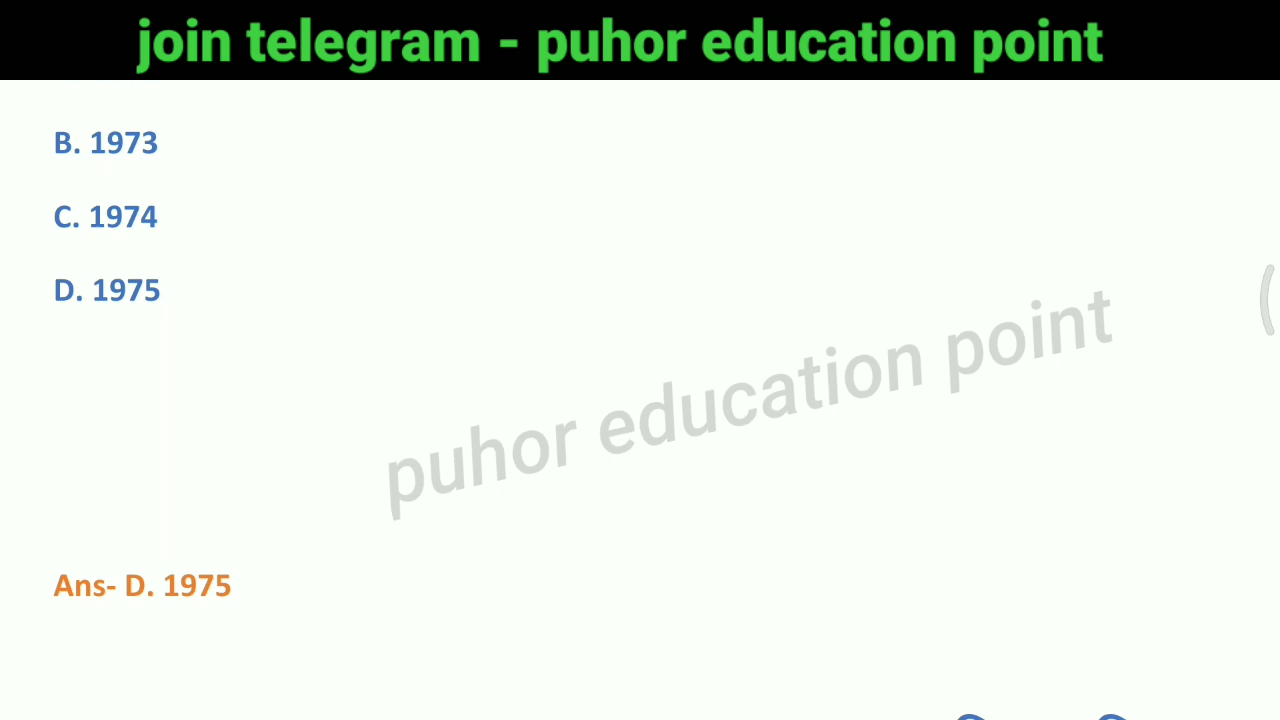 join telegram - puhor education point
B. 1973
C. 1974
D. 1975
puhor education point
Ans- D. 1975